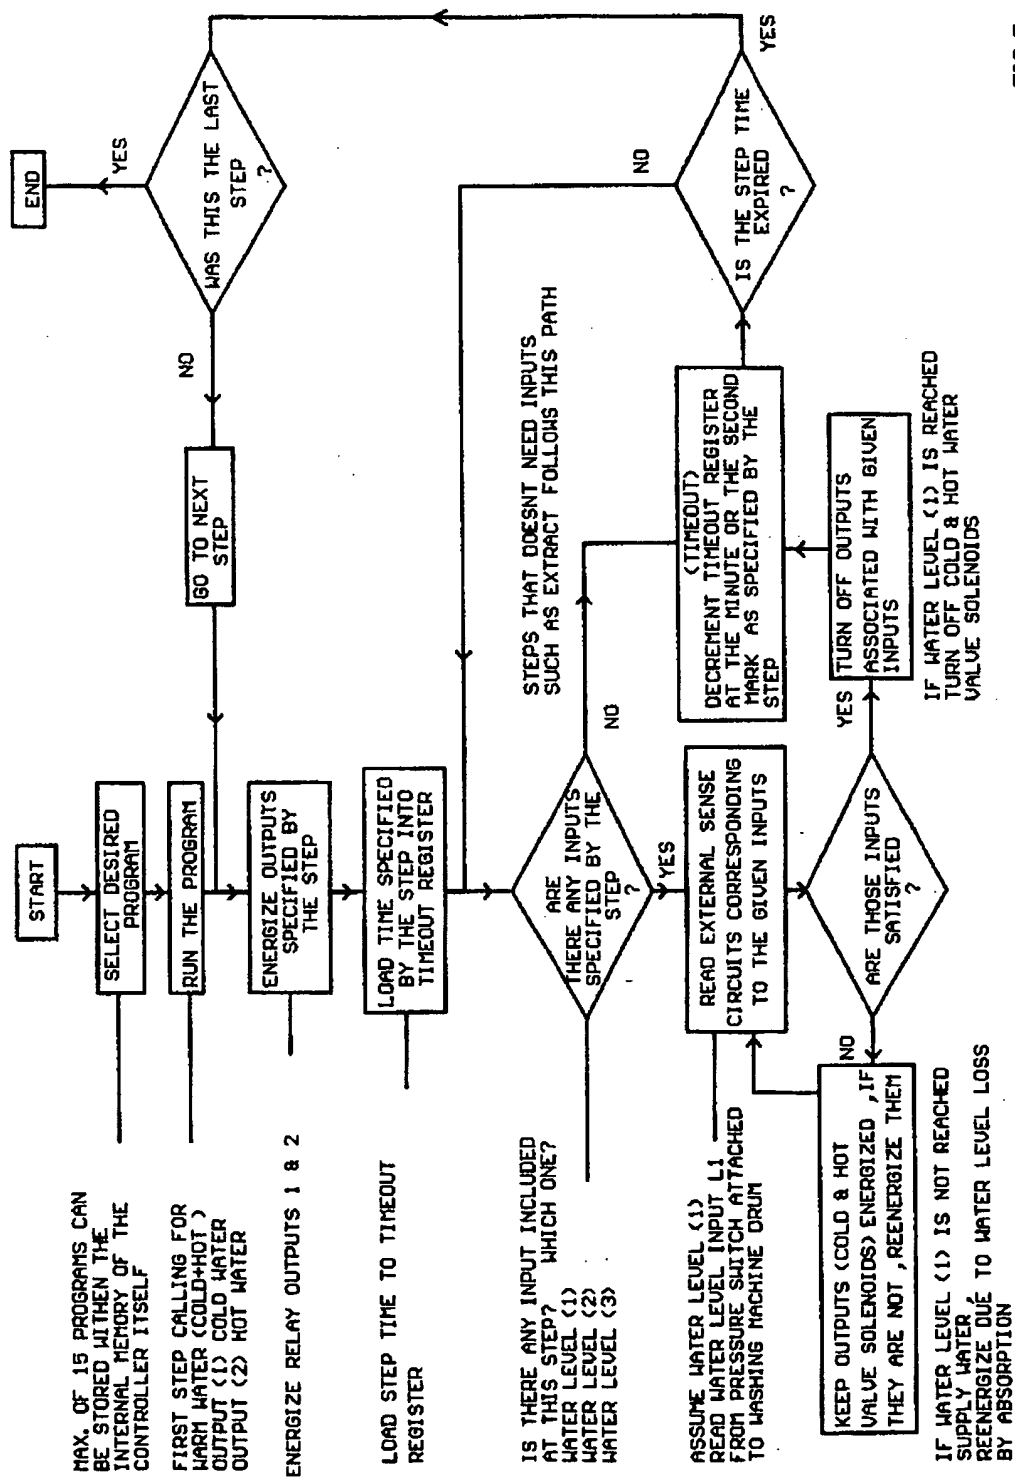 START
SELECT DESIRED
PROGRAM
RUN THE PROGRAM
ENERGIZE OUTPUTS
SPECIFIED BY
THE STEP
LOAD TIME SPECIFIED
BY THE STEP INTO
TIMEOUT REGISTER
ARE
THERE ANY INPUTS
SPECIFIED BY THE
STEP
?
YES
NO
READ EXTERNAL SENSE
CIRCUITS CORRESPONDING
TO THE GIVEN INPUTS
ARE THOSE INPUTS
SATISFIED
?
NO
YES
KEEP OUTPUTS (COLD & HOT
VALVE SOLENOIDS) ENERGIZED ,IF
THEY ARE NOT ,REENERGIZE THEM
TURN OFF OUTPUTS
ASSOCIATED WITH GIVEN
INPUTS
(TIMEOUT)
DECREMENT TIMEOUT REGISTER
AT THE MINUTE OR THE SECOND
MARK AS SPECIFIED BY THE
STEP
IS THE STEP TIME
EXPIRED
?
NO
YES
WAS THIS THE LAST
STEP
?
YES
END
NO
GO TO NEXT
STEP
STEPS THAT DOESNT NEED INPUTS
SUCH AS EXTRACT FOLLOWS THIS PATH
IF WATER LEVEL (1) IS REACHED
TURN OFF COLD & HOT WATER
VALVE SOLENOIDS
MAX. OF 15 PROGRAMS CAN
BE STORED WITHEN THE
INTERNAL MEMORY OF THE
CONTROLLER ITSELF
FIRST STEP CALLING FOR
WARM WATER (COLD+HOT )
OUTPUT (1) COLD WATER
OUTPUT (2) HOT WATER
ENERGIZE RELAY OUTPUTS 1 & 2
LOAD STEP TIME TO TIMEOUT
REGISTER
IS THERE ANY INPUT INCLUDED
AT THIS STEP? WHICH ONE?
WATER LEVEL (1)
WATER LEVEL (2)
WATER LEVEL (3)
ASSUME WATER LEVEL (1)
READ WATER LEVEL INPUT L1
FROM PRESSURE SWITCH ATTACHED
TO WASHING MACHINE DRUM
IF WATER LEVEL (1) IS NOT REACHED
SUPPLY WATER
REENERGIZE DUE TO WATER LEVEL LOSS
BY ABSORPTION